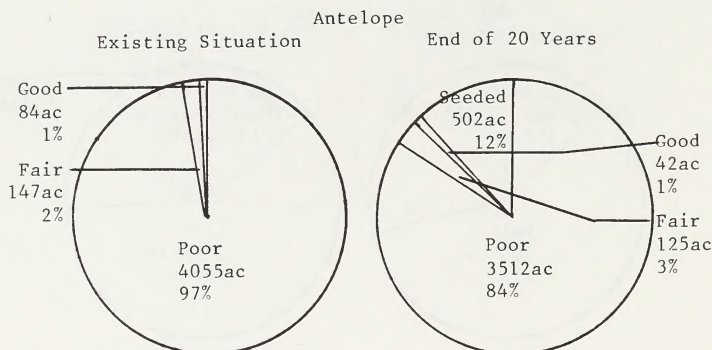 Antelope
Existing Situation
End of 20 Years
Good
84ac
1%
Fair
147ac
2%
Poor
4055ac
97%
Seeded
502ac
12%
Good
42ac
1%
Fair
125ac
3%
Poor
3512ac
84%